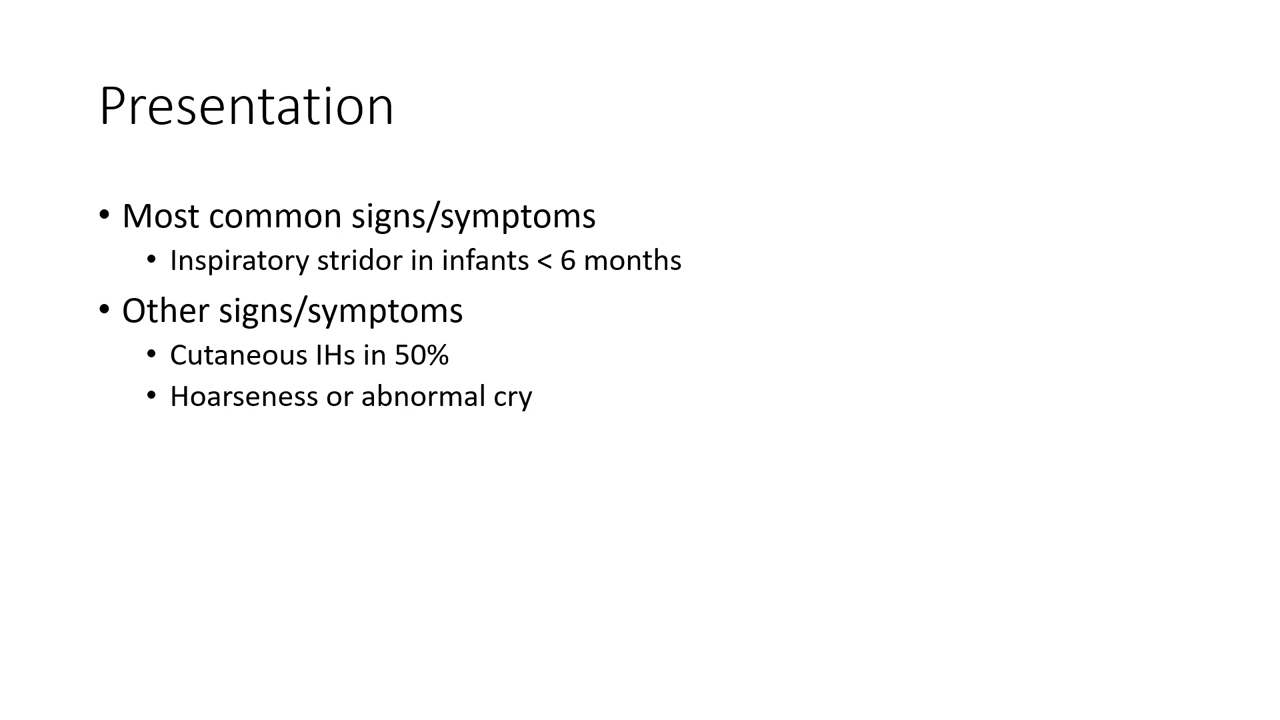 Presentation
• Most common signs/symptoms
• Inspiratory stridor in infants < 6 months
• Other signs/symptoms
• Cutaneous IHs in 50%
• Hoarseness or abnormal cry